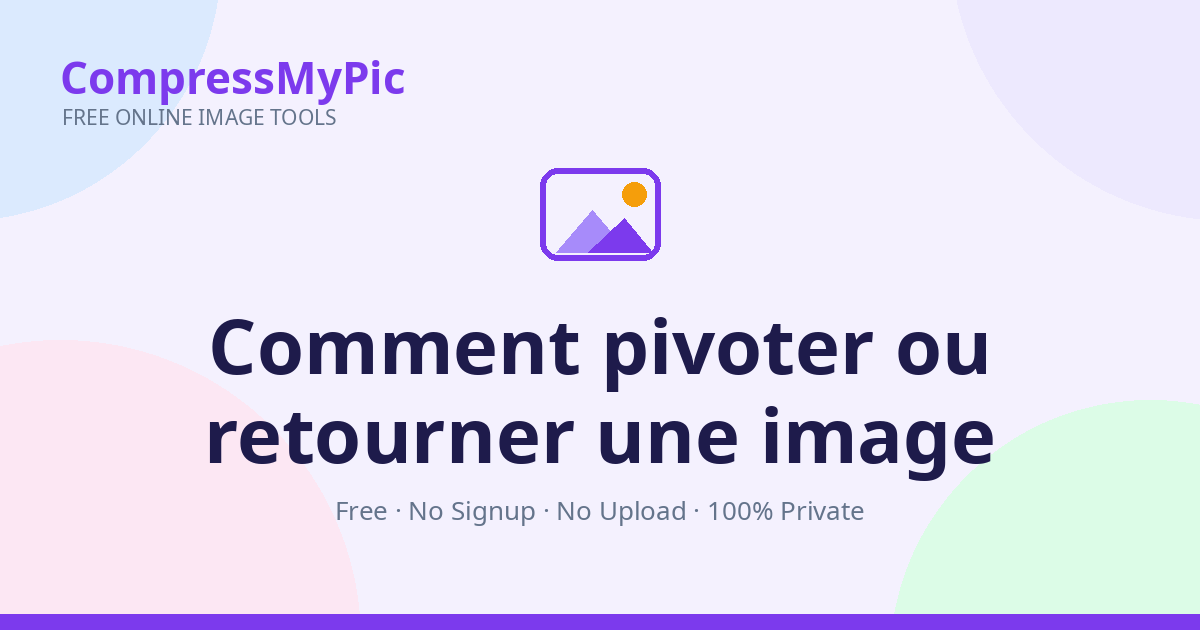 CompressMyPic
FREE ONLINE IMAGE TOOLS
Comment pivoter ou
retourner une image
Free · No Signup · No Upload · 100% Private